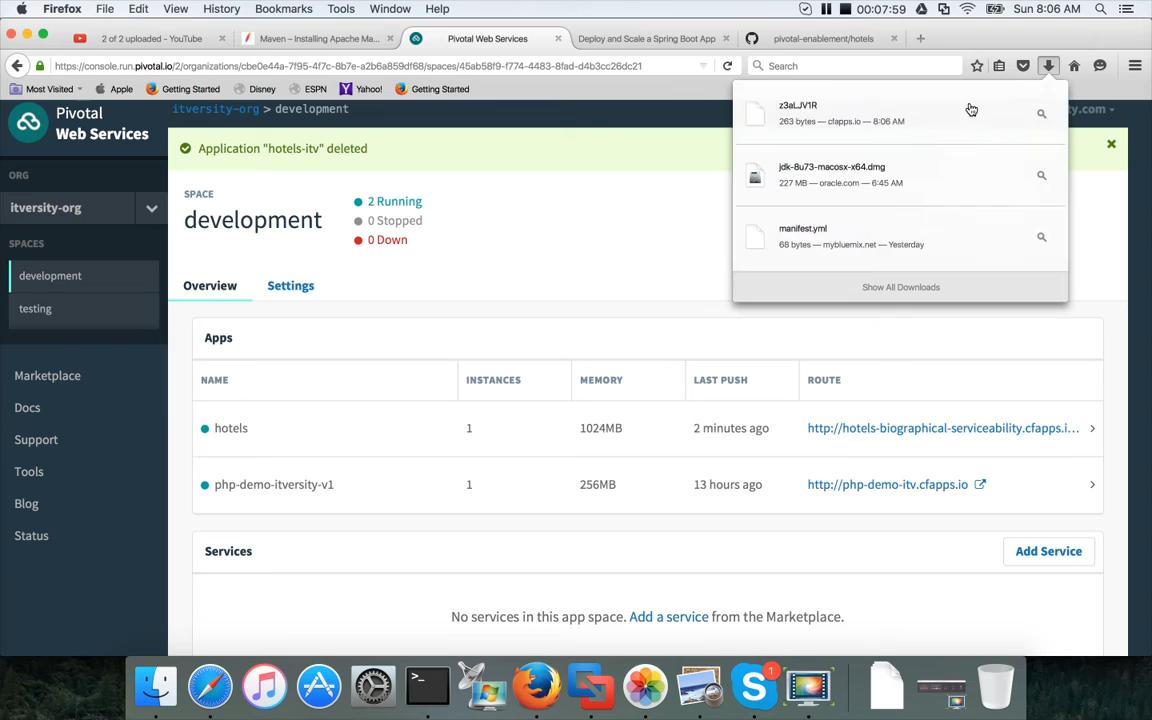 Firefox File Edit View History Bookmarks Tools Window Help 00:07:59 Sun 8:06 AM
2 of 2 uploaded - YouTube Maven – Installing Apache Ma... Pivotal Web Services Deploy and Scale a Spring Boot App pivotal-enablement/hotels
https://console.run.pivotal.io/2/organizations/cbe0e44a-7f95-4f7c-8b7e-a2b6a859df68/spaces/45ab58f9-f774-4483-8fad-d4b3cc26dc21 Search
Most Visited Apple Getting Started Disney ESPN Yahoo! Getting Started
Pivotal
Web Services
ORG
itversity-org
SPACES
development
testing
Marketplace
Docs
Support
Tools
Blog
Status
itversity-org > development
ty.com
Application "hotels-itv" deleted
SPACE
development
2 Running
0 Stopped
0 Down
Overview Settings
z3aLJV1R
263 bytes — cfapps.io — 8:06 AM
jdk-8u73-macosx-x64.dmg
227 MB — oracle.com — 6:45 AM
manifest.yml
68 bytes — mybluemix.net — Yesterday
Show All Downloads
Apps
NAME INSTANCES MEMORY LAST PUSH ROUTE
hotels 1 1024MB 2 minutes ago http://hotels-biographical-serviceability.cfapps.i...
php-demo-itversity-v1 1 256MB 13 hours ago http://php-demo-itv.cfapps.io
Services Add Service
No services in this app space. Add a service from the Marketplace.
1